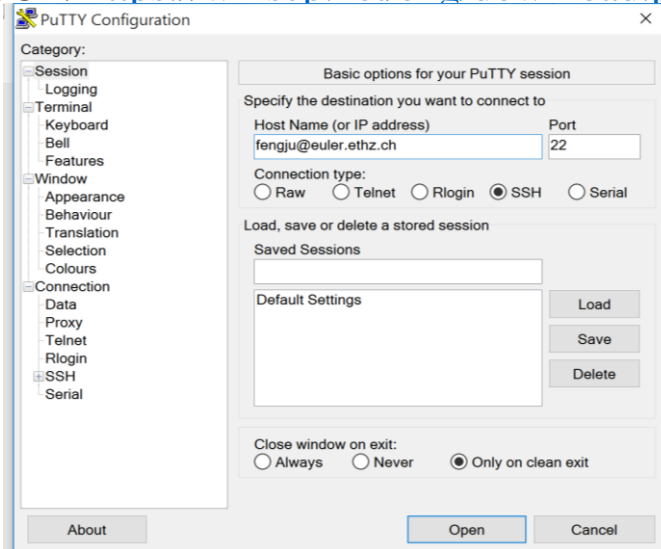 PuTTY Configuration
Category:
Session
Logging
Terminal
Keyboard
Bell
Features
Window
Appearance
Behaviour
Translation
Selection
Colours
Connection
Data
Proxy
Telnet
Rlogin
SSH
Serial
Basic options for your PuTTY session
Specify the destination you want to connect to
Host Name (or IP address) Port
fengju@euler.ethz.ch 22
Connection type:
Raw Telnet Rlogin SSH Serial
Load, save or delete a stored session
Saved Sessions
Default Settings
Load
Save
Delete
Close window on exit:
Always Never Only on clean exit
About Open Cancel